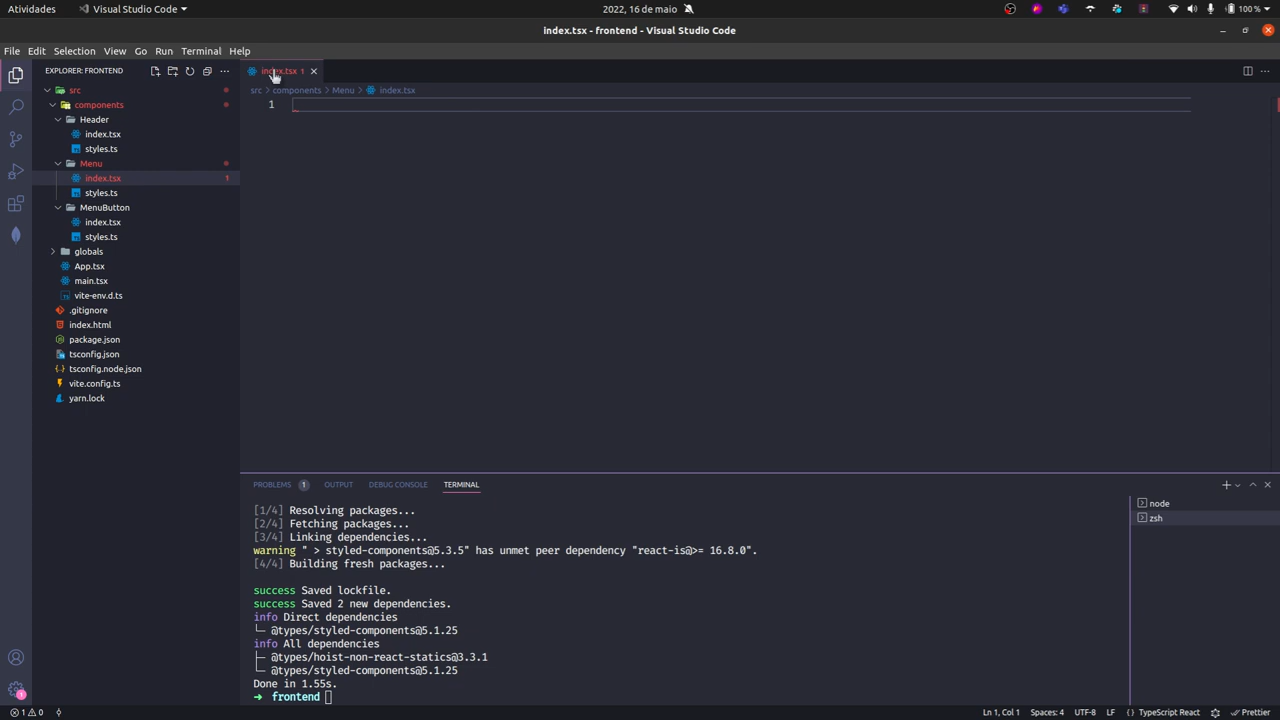 Atividades
Visual Studio Code
2022, 16 de maio
100 %
index.tsx - frontend - Visual Studio Code
File Edit Selection View Go Run Terminal Help
EXPLORER: FRONTEND
src
components
Header
index.tsx
styles.ts
Menu
index.tsx 1
styles.ts
MenuButton
index.tsx
styles.ts
globals
App.tsx
main.tsx
vite-env.d.ts
.gitignore
index.html
package.json
tsconfig.json
tsconfig.node.json
vite.config.ts
yarn.lock
index.tsx 1
src > components > Menu > index.tsx
1
PROBLEMS 1 OUTPUT DEBUG CONSOLE TERMINAL
[1/4] Resolving packages...
[2/4] Fetching packages...
[3/4] Linking dependencies...
warning " > styled-components@5.3.5" has unmet peer dependency "react-is@>= 16.8.0".
[4/4] Building fresh packages...
success Saved lockfile.
success Saved 2 new dependencies.
info Direct dependencies
└─ @types/styled-components@5.1.25
info All dependencies
├─ @types/hoist-non-react-statics@3.3.1
└─ @types/styled-components@5.1.25
Done in 1.55s.
→ frontend
node
zsh
1
1 0
Ln 1, Col 1 Spaces: 4 UTF-8 LF {} TypeScript React Prettier